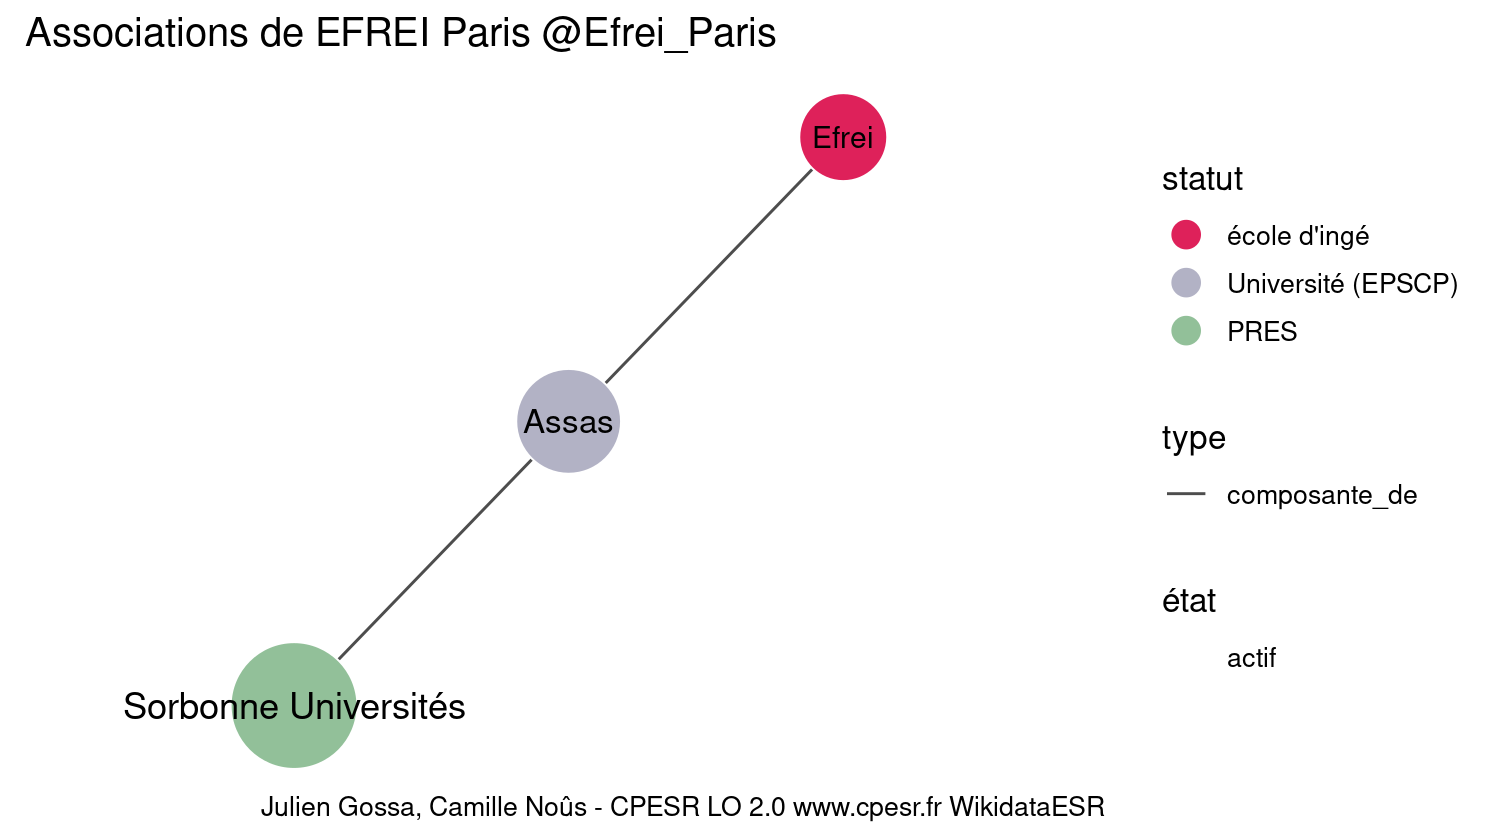 Associations de EFREI Paris @Efrei_Paris
Efrei
Assas
Sorbonne Universités
statut
école d'ingé
Université (EPSCP)
PRES
type
composante_de
état
actif
Julien Gossa, Camille Noûs - CPESR LO 2.0 www.cpesr.fr WikidataESR